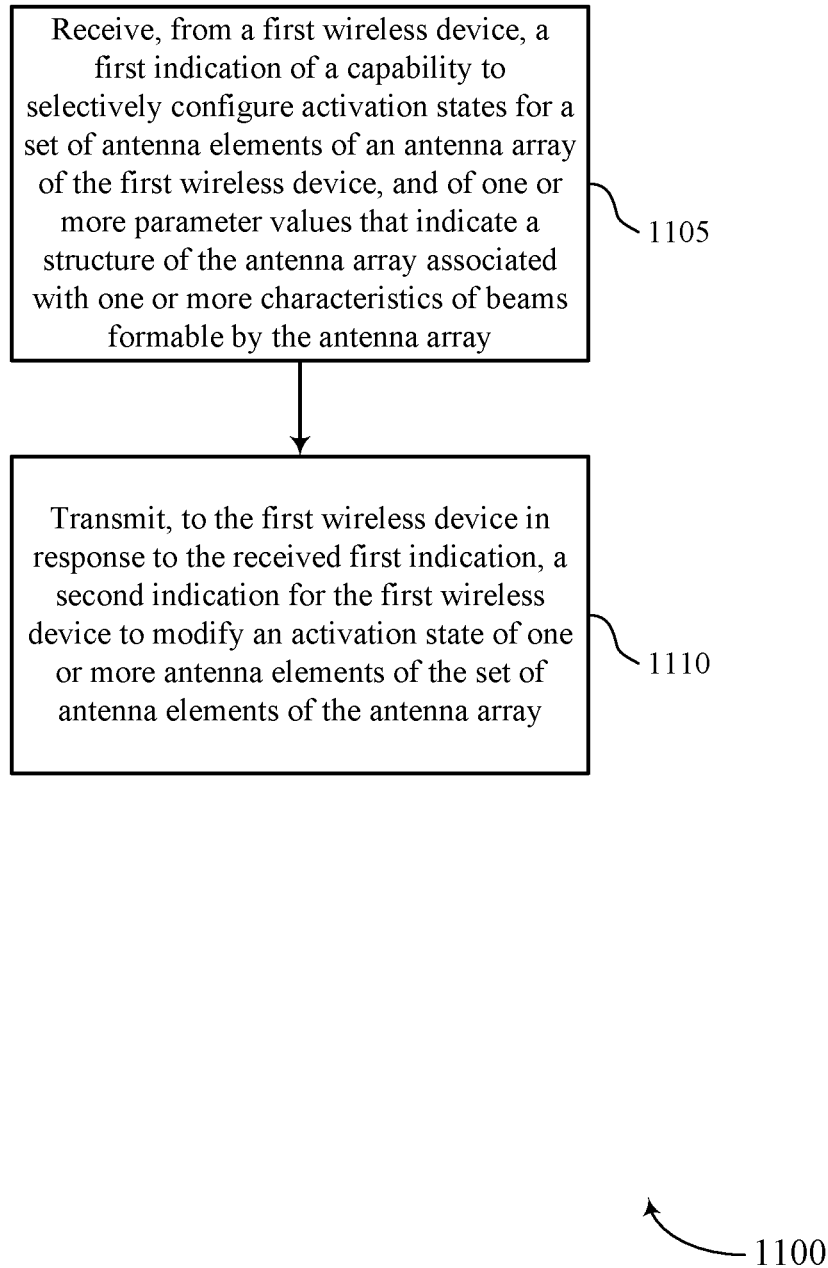 Receive, from a first wireless device, a
first indication of a capability to
selectively configure activation states for a
set of antenna elements of an antenna array
of the first wireless device, and of one or
more parameter values that indicate a
structure of the antenna array associated
with one or more characteristics of beams
formable by the antenna array
1105
Transmit, to the first wireless device in
response to the received first indication, a
second indication for the first wireless
device to modify an activation state of one
or more antenna elements of the set of
antenna elements of the antenna array
1110
1100